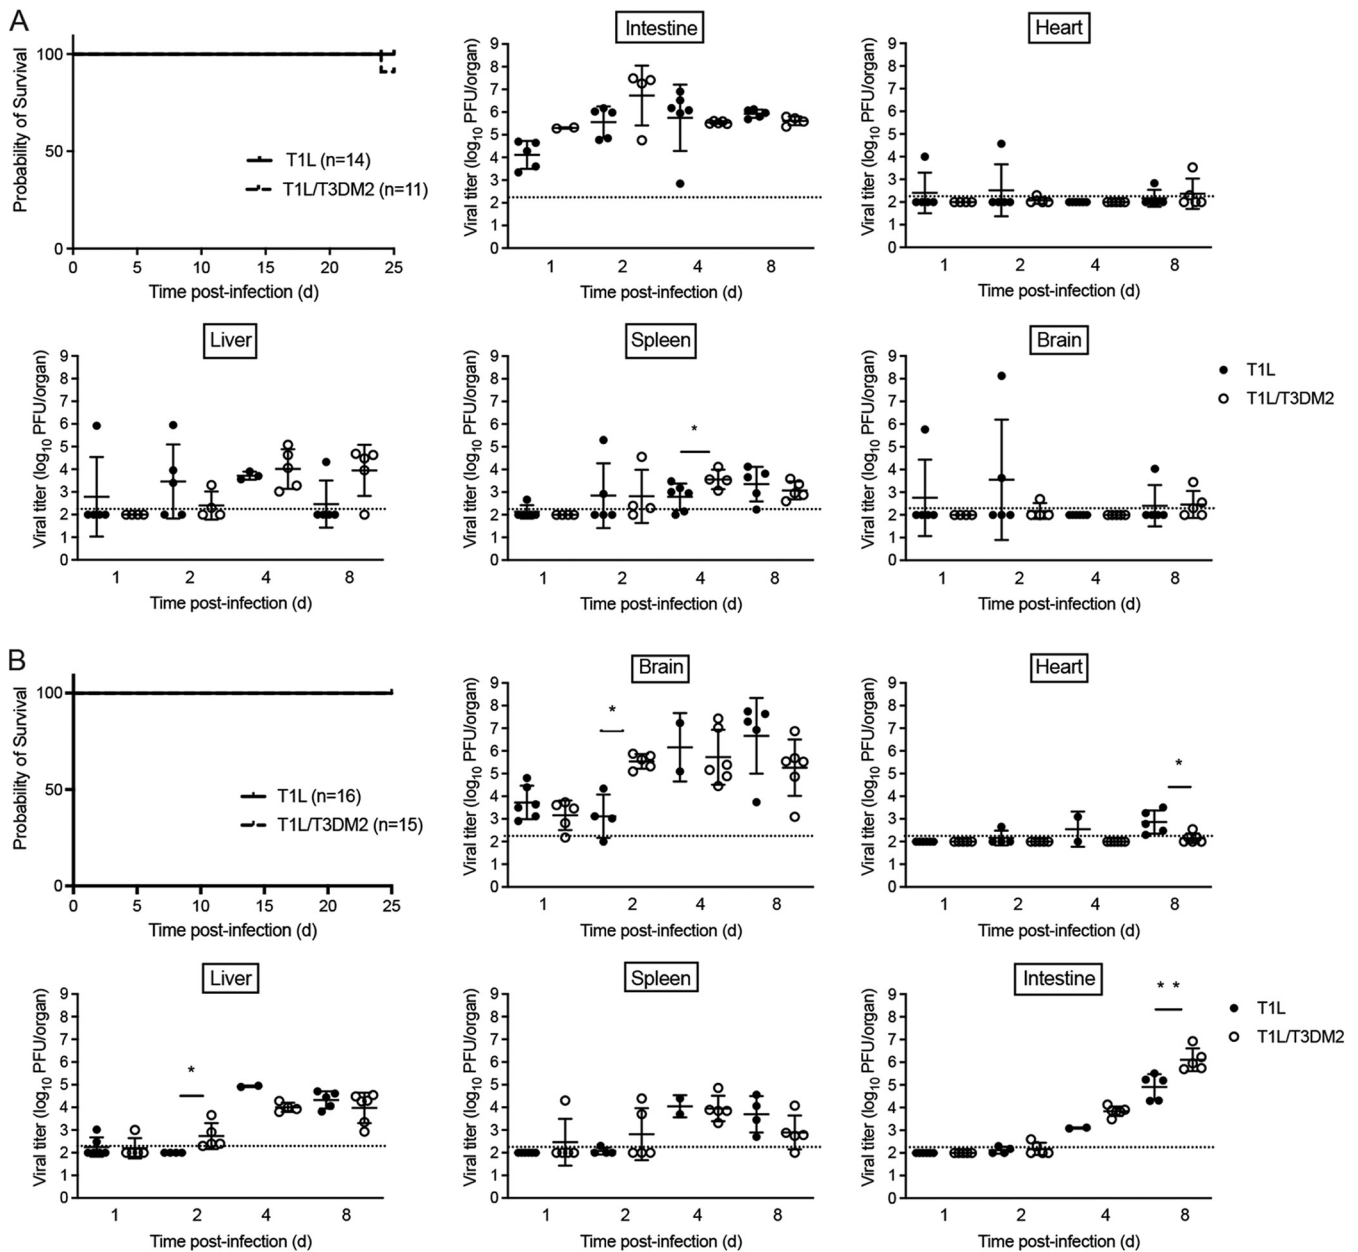 A
Probability of Survival
100
50
0
T1L (n=14)
T1L/T3DM2 (n=11)
0 5 10 15 20 25
Time post-infection (d)
Intestine
Viral titer (log10 PFU/organ)
9
8
7
6
5
4
3
2
1
0
1 2 4 8
Time post-infection (d)
Heart
Viral titer (log10 PFU/organ)
9
8
7
6
5
4
3
2
1
0
1 2 4 8
Time post-infection (d)
Liver
Viral titer (log10 PFU/organ)
9
8
7
6
5
4
3
2
1
0
1 2 4 8
Time post-infection (d)
Spleen
Viral titer (log10 PFU/organ)
9
8
7
6
5
4
3
2
1
0
*
1 2 4 8
Time post-infection (d)
Brain
Viral titer (log10 PFU/organ)
9
8
7
6
5
4
3
2
1
0
1 2 4 8
Time post-infection (d)
T1L
T1L/T3DM2
B
Probability of Survival
100
50
0
T1L (n=16)
T1L/T3DM2 (n=15)
0 5 10 15 20 25
Time post-infection (d)
Brain
Viral titer (log10 PFU/organ)
9
8
7
6
5
4
3
2
1
0
*
1 2 4 8
Time post-infection (d)
Heart
Viral titer (log10 PFU/organ)
9
8
7
6
5
4
3
2
1
0
*
1 2 4 8
Time post-infection (d)
Liver
Viral titer (log10 PFU/organ)
9
8
7
6
5
4
3
2
1
0
*
1 2 4 8
Time post-infection (d)
Spleen
Viral titer (log10 PFU/organ)
9
8
7
6
5
4
3
2
1
0
1 2 4 8
Time post-infection (d)
Intestine
Viral titer (log10 PFU/organ)
9
8
7
6
5
4
3
2
1
0
* *
1 2 4 8
Time post-infection (d)
T1L
T1L/T3DM2